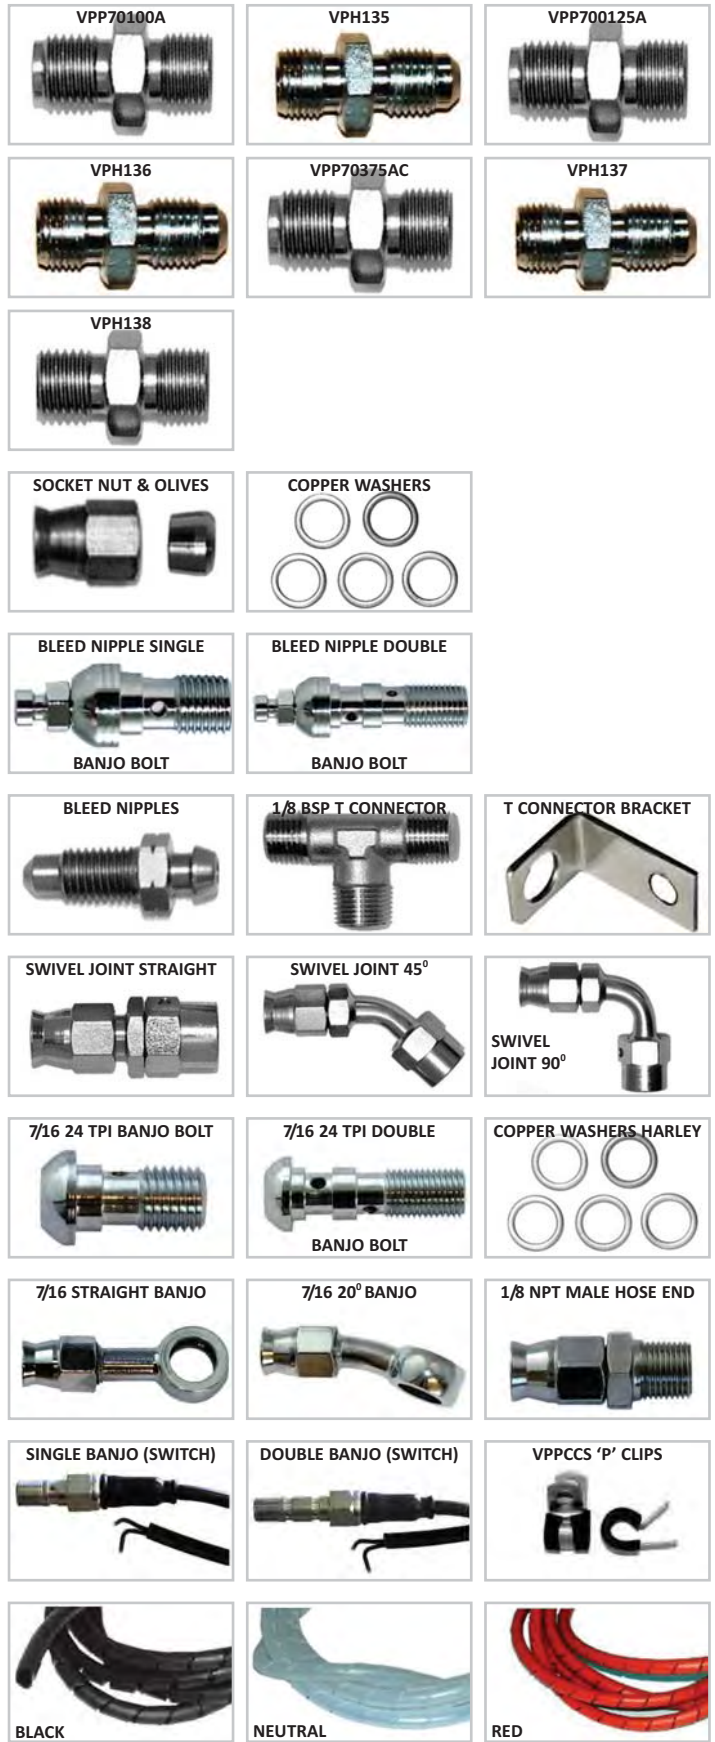 VPP70100A
VPH135
VPP700125A
VPH136
VPP70375AC
VPH137
VPH138
SOCKET NUT & OLIVES
COPPER WASHERS
BLEED NIPPLE SINGLE
BANJO BOLT
BLEED NIPPLE DOUBLE
BANJO BOLT
BLEED NIPPLES
1/8 BSP T CONNECTOR
T CONNECTOR BRACKET
SWIVEL JOINT STRAIGHT
SWIVEL JOINT 45⁰
SWIVEL
JOINT 90⁰
7/16 24 TPI BANJO BOLT
7/16 24 TPI DOUBLE
BANJO BOLT
COPPER WASHERS HARLEY
7/16 STRAIGHT BANJO
7/16 20⁰ BANJO
1/8 NPT MALE HOSE END
SINGLE BANJO (SWITCH)
DOUBLE BANJO (SWITCH)
VPPCCS ‘P’ CLIPS
BLACK
NEUTRAL
RED